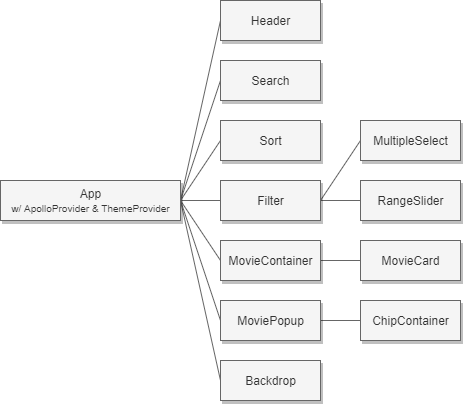 Header
Search
Sort
MultipleSelect
App
w/ ApolloProvider & ThemeProvider
Filter
RangeSlider
MovieContainer
MovieCard
MoviePopup
ChipContainer
Backdrop